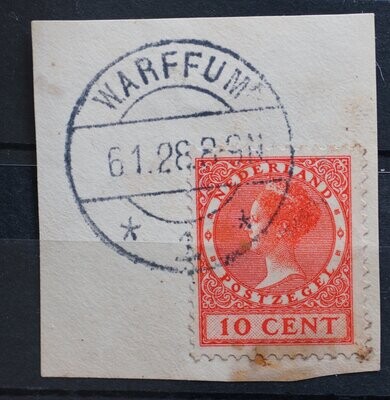 WARFFUM
6.1.28.8-9N
NEDERLAND
POSTZEGEL
10 CENT